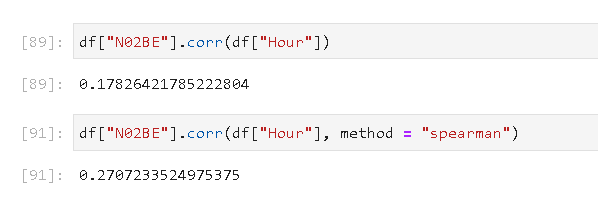 [89]: df["N02BE"].corr(df["Hour"])
[89]: 0.17826421785222804
[91]: df["N02BE"].corr(df["Hour"], method = "spearman")
[91]: 0.2707233524975375